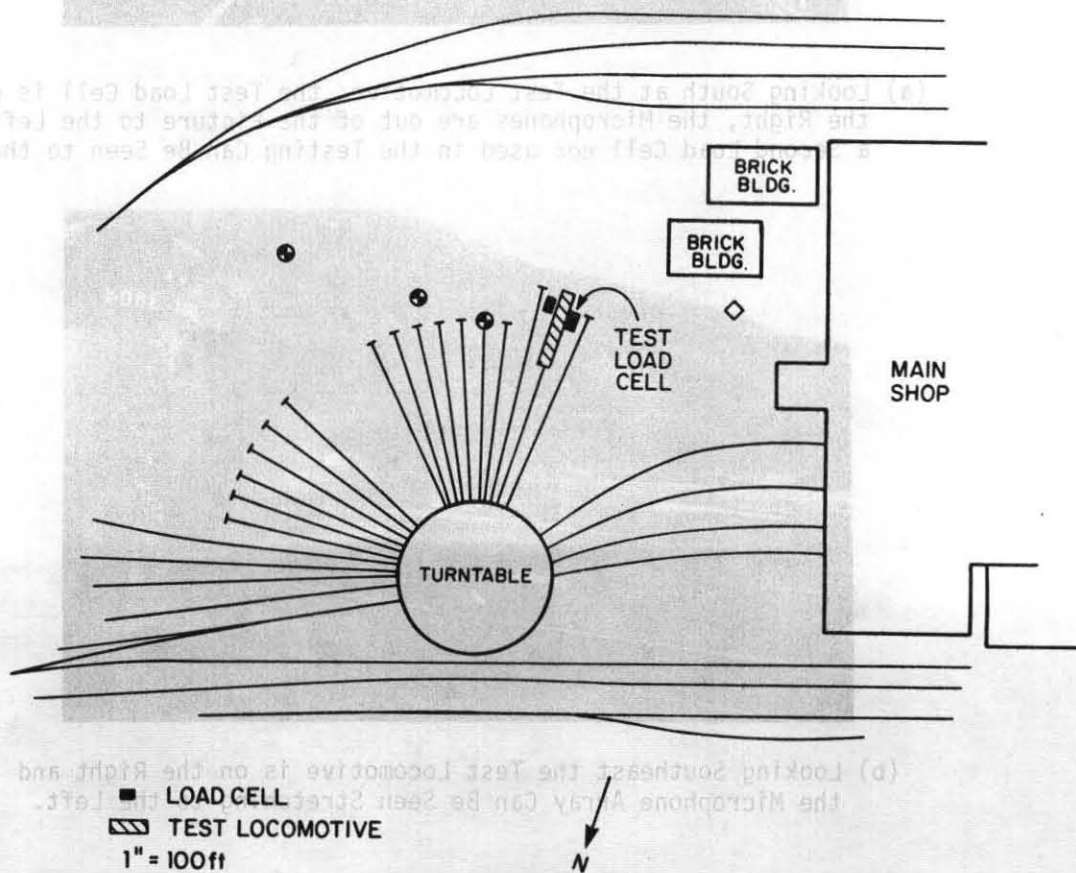 (a) Looking South at the Test Locomotive; the Test Load Cell is
the Right, the Microphones are out of the Picture to the
a Second Load Cell not used in the Testing Can Be Seen to the
BRICK
BLDG.
BRICK
BLDG.
TEST
LOAD
CELL
MAIN
SHOP
TURNTABLE
(b) Looking Southeast the Test Locomotive is on the Right and
the Microphone Array Can Be Seen Stretching to the Left.
LOAD CELL
TEST LOCOMOTIVE
1" = 100 ft
N